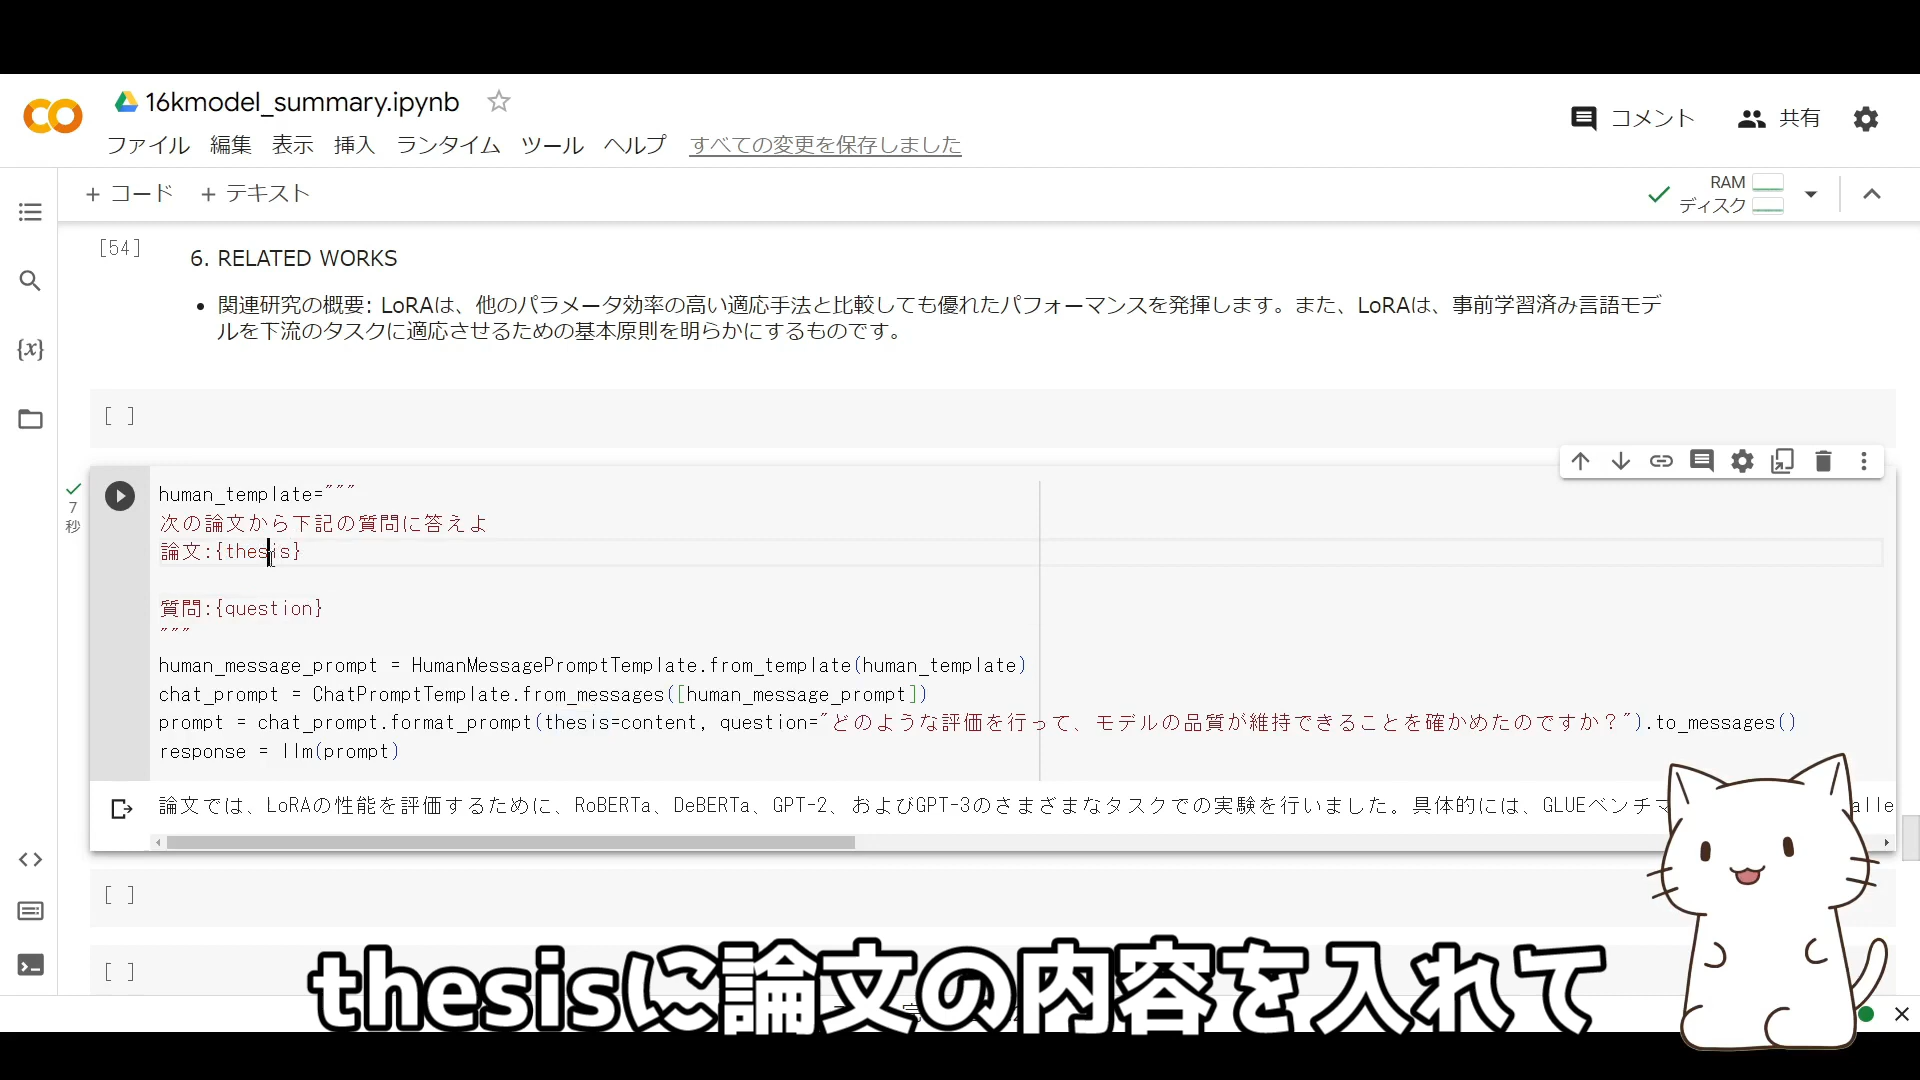 16kmodel_summary.ipynb
ファイル 編集 表示 挿入 ランタイム ツール ヘルプ すべての変更を保存しました
コメント 共有
+ コード + テキスト
RAM
ディスク
[54]
6. RELATED WORKS
• 関連研究の概要: LoRAは、他のパラメータ効率の高い適応手法と比較しても優れたパフォーマンスを発揮します。また、LoRAは、事前学習済み言語モデ
ルを下流のタスクに適応させるための基本原則を明らかにするものです。
[ ]
7
秒
human_template="""
次の論文から下記の質問に答えよ
論文:{thesis}
質問:{question}
"""
human_message_prompt = HumanMessagePromptTemplate.from_template(human_template)
chat_prompt = ChatPromptTemplate.from_messages([human_message_prompt])
prompt = chat_prompt.format_prompt(thesis=content, question="どのような評価を行って、モデルの品質が維持できることを確かめたのですか？").to_messages()
response = llm(prompt)
論文では、LoRAの性能を評価するために、RoBERTa、DeBERTa、GPT-2、およびGPT-3のさまざまなタスクでの実験を行いました。具体的には、GLUEベンチマ alle
[ ]
[ ]
thesisに論文の内容を入れて